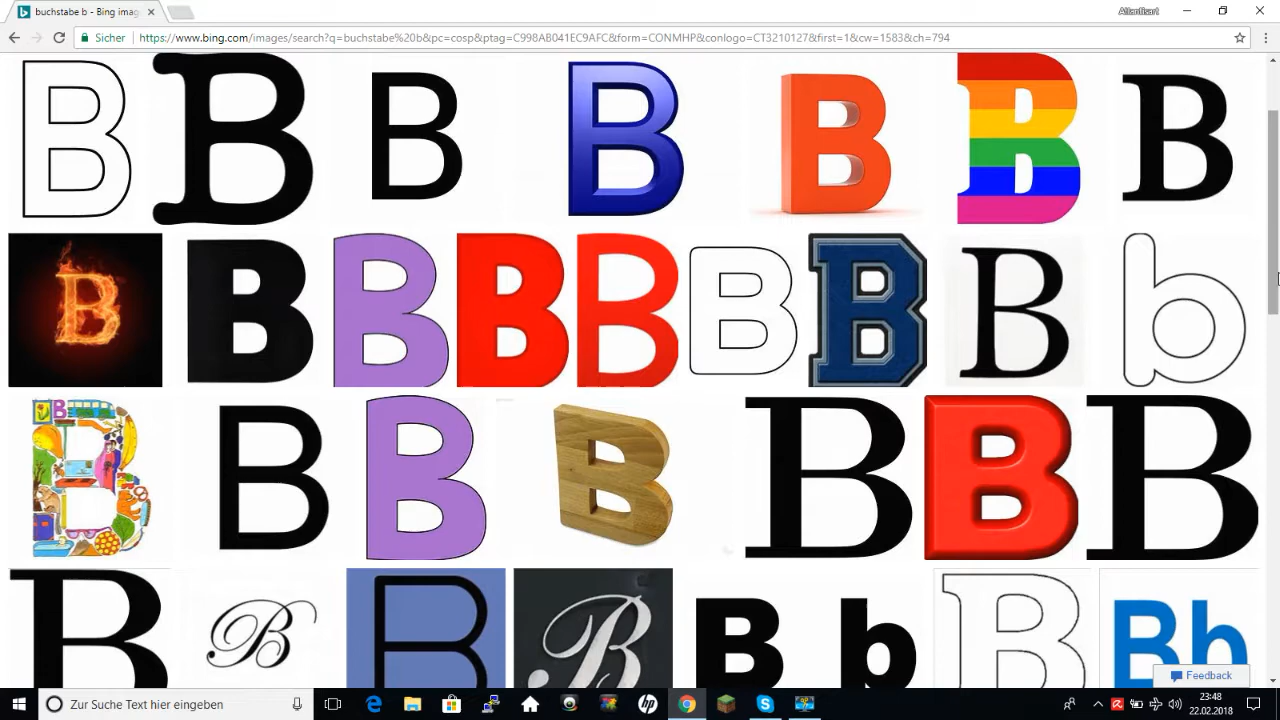 buchstabe b - Bing imag
Attanliisart
Sicher https://www.bing.com/images/search?q=buchstabe%20b&pc=cosp&ptag=C998AB041EC9AFC&form=CONMHP&conlogo=CT3210127&first=1&cw=1583&ch=794
B B B B B B B
B B B B B B B B b
B B B B B B B
B B B B B b B Bb
Feedback
Zur Suche Text hier eingeben
hp
23:48
22.02.2018